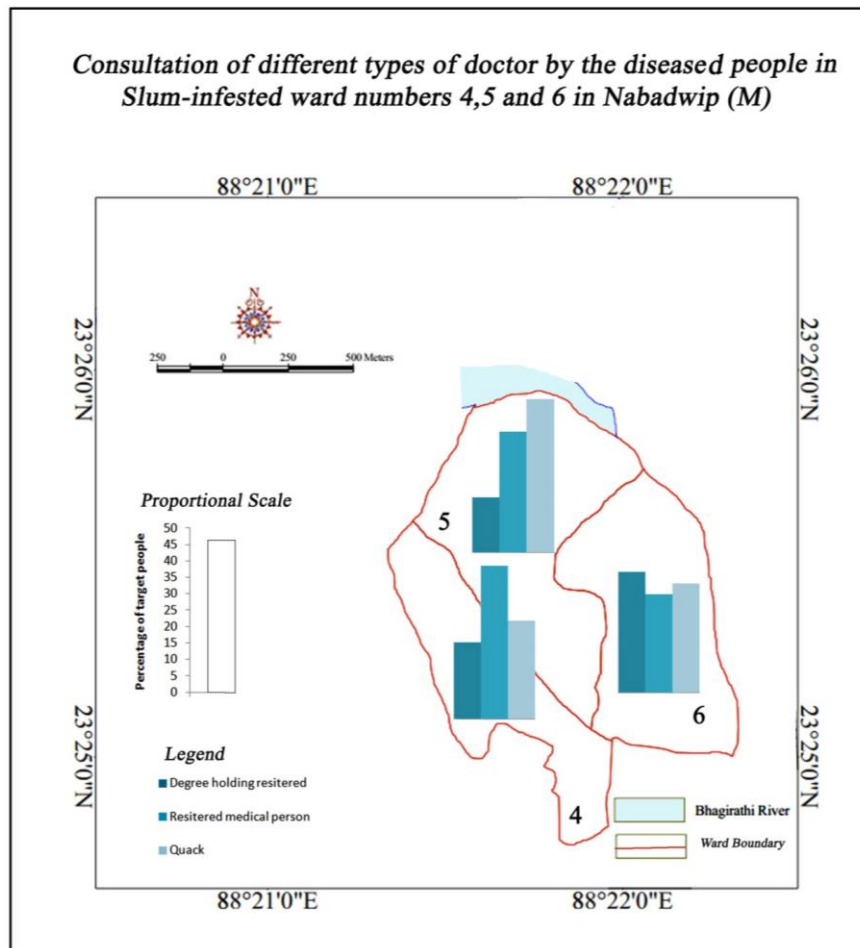 Consultation of different types of doctor by the diseased people in
Slum-infested ward numbers 4,5 and 6 in Nabadwip (M)
88°21'0"E
88°22'0"E
N
250 0 250 500 Meters
23°26'0"N
23°26'0"N
Proportional Scale
Percentage of target people
50
45
40
35
30
25
20
15
10
5
0
5
6
4
23°25'0"N
23°25'0"N
Legend
Degree holding resitered
Resitered medical person
Quack
Bhagirathi River
Ward Boundary
88°21'0"E
88°22'0"E